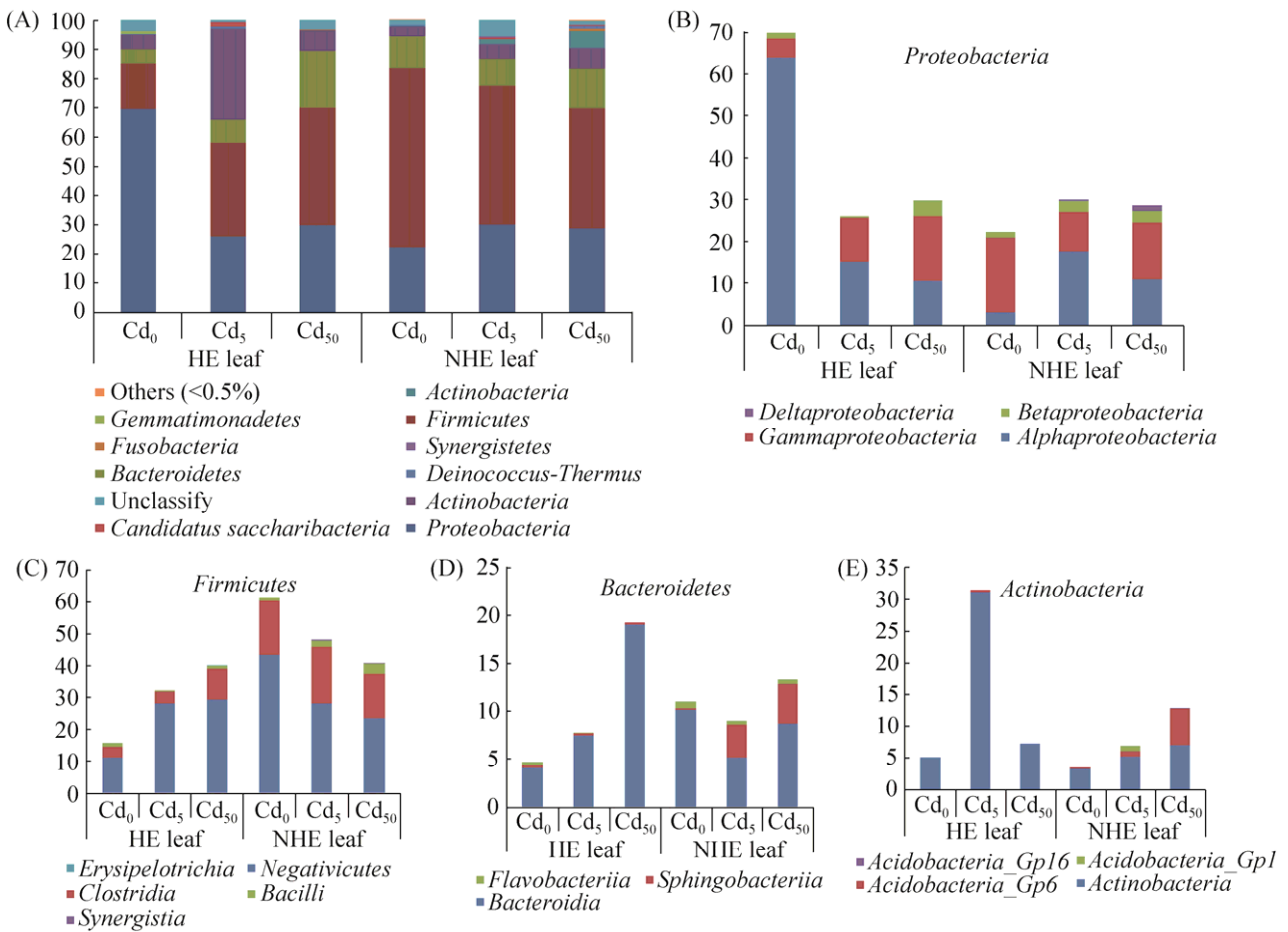 (A)
100
90
80
70
60
50
40
30
20
10
0
Cd₀ Cd₅ Cd₅₀ Cd₀ Cd₅ Cd₅₀
HE leaf NHE leaf
Others (<0.5%) Actinobacteria
Gemmatimonadetes Firmicutes
Fusobacteria Synergistetes
Bacteroidetes Deinococcus-Thermus
Unclassify Actinobacteria
Candidatus saccharibacteria Proteobacteria
(B)
Proteobacteria
70
60
50
40
30
20
10
0
Cd₀ Cd₅ Cd₅₀ Cd₀ Cd₅ Cd₅₀
HE leaf NHE leaf
Deltaproteobacteria Betaproteobacteria
Gammaproteobacteria Alphaproteobacteria
(C)
Firmicutes
70
60
50
40
30
20
10
0
Cd₀ Cd₅ Cd₅₀ Cd₀ Cd₅ Cd₅₀
HE leaf NHE leaf
Erysipelotrichia Negativicutes
Clostridia Bacilli
Synergistia
(D)
Bacteroidetes
25
20
15
10
5
0
Cd₀ Cd₅ Cd₅₀ Cd₀ Cd₅ Cd₅₀
HE leaf NHE leaf
Flavobacteriia Sphingobacteriia
Bacteroidia
(E)
Actinobacteria
35
30
25
20
15
10
5
0
Cd₀ Cd₅ Cd₅₀ Cd₀ Cd₅ Cd₅₀
HE leaf NHE leaf
Acidobacteria_Gp16 Acidobacteria_Gp1
Acidobacteria_Gp6 Actinobacteria